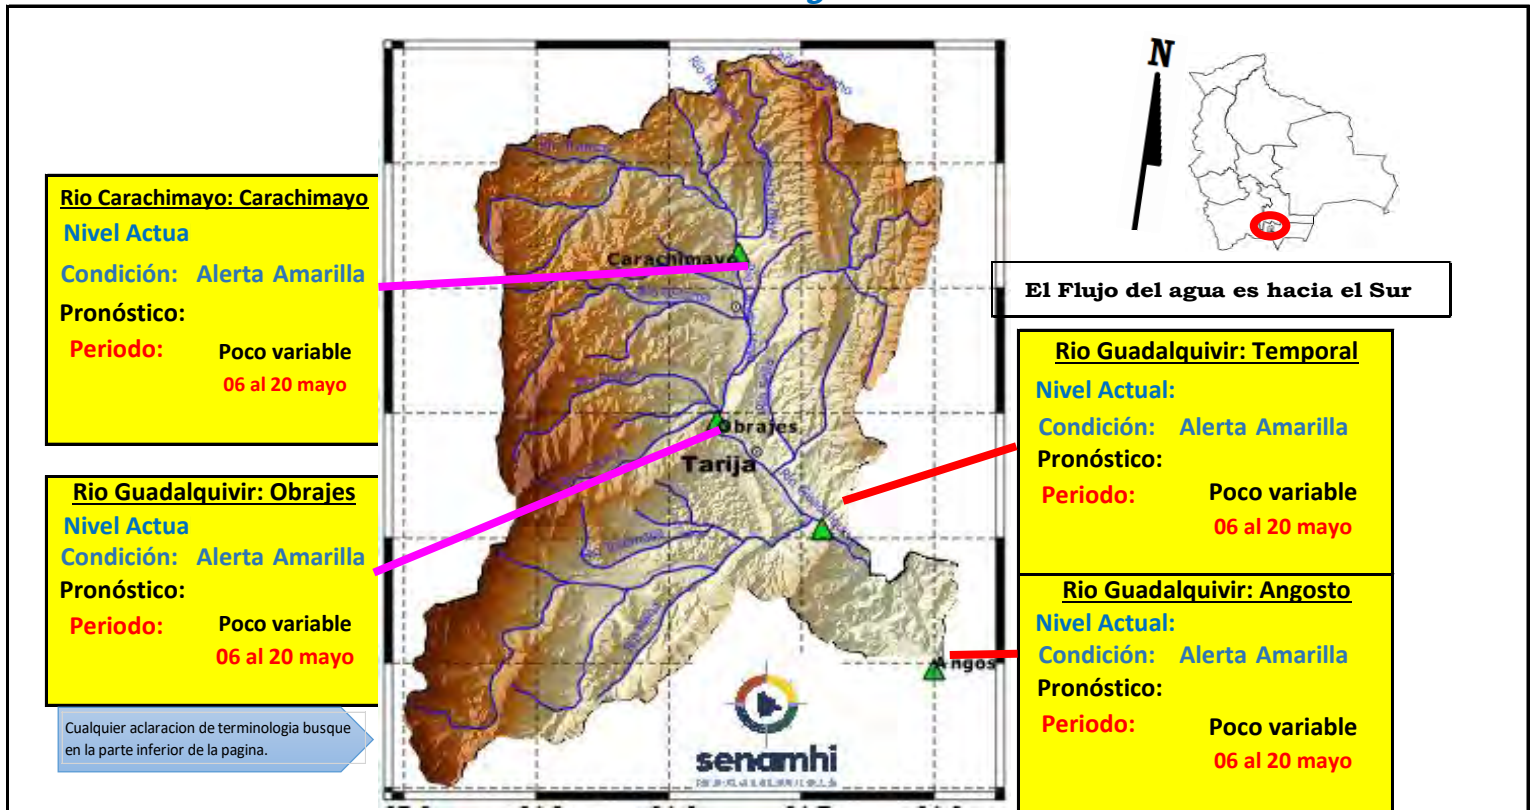 N
Rio Carachimayo: Carachimayo
Nivel Actua
Condición: Alerta Amarilla
Pronóstico:
Periodo: Poco variable
06 al 20 mayo
Rio Guadalquivir: Obrajes
Nivel Actua
Condición: Alerta Amarilla
Pronóstico:
Periodo: Poco variable
06 al 20 mayo
Cualquier aclaracion de terminologia busque
en la parte inferior de la pagina.
Carachimayo
Obrajes
Tarija
Angos
senamhi
El Flujo del agua es hacia el Sur
Rio Guadalquivir: Temporal
Nivel Actual:
Condición: Alerta Amarilla
Pronóstico:
Periodo: Poco variable
06 al 20 mayo
Rio Guadalquivir: Angosto
Nivel Actual:
Condición: Alerta Amarilla
Pronóstico:
Periodo: Poco variable
06 al 20 mayo